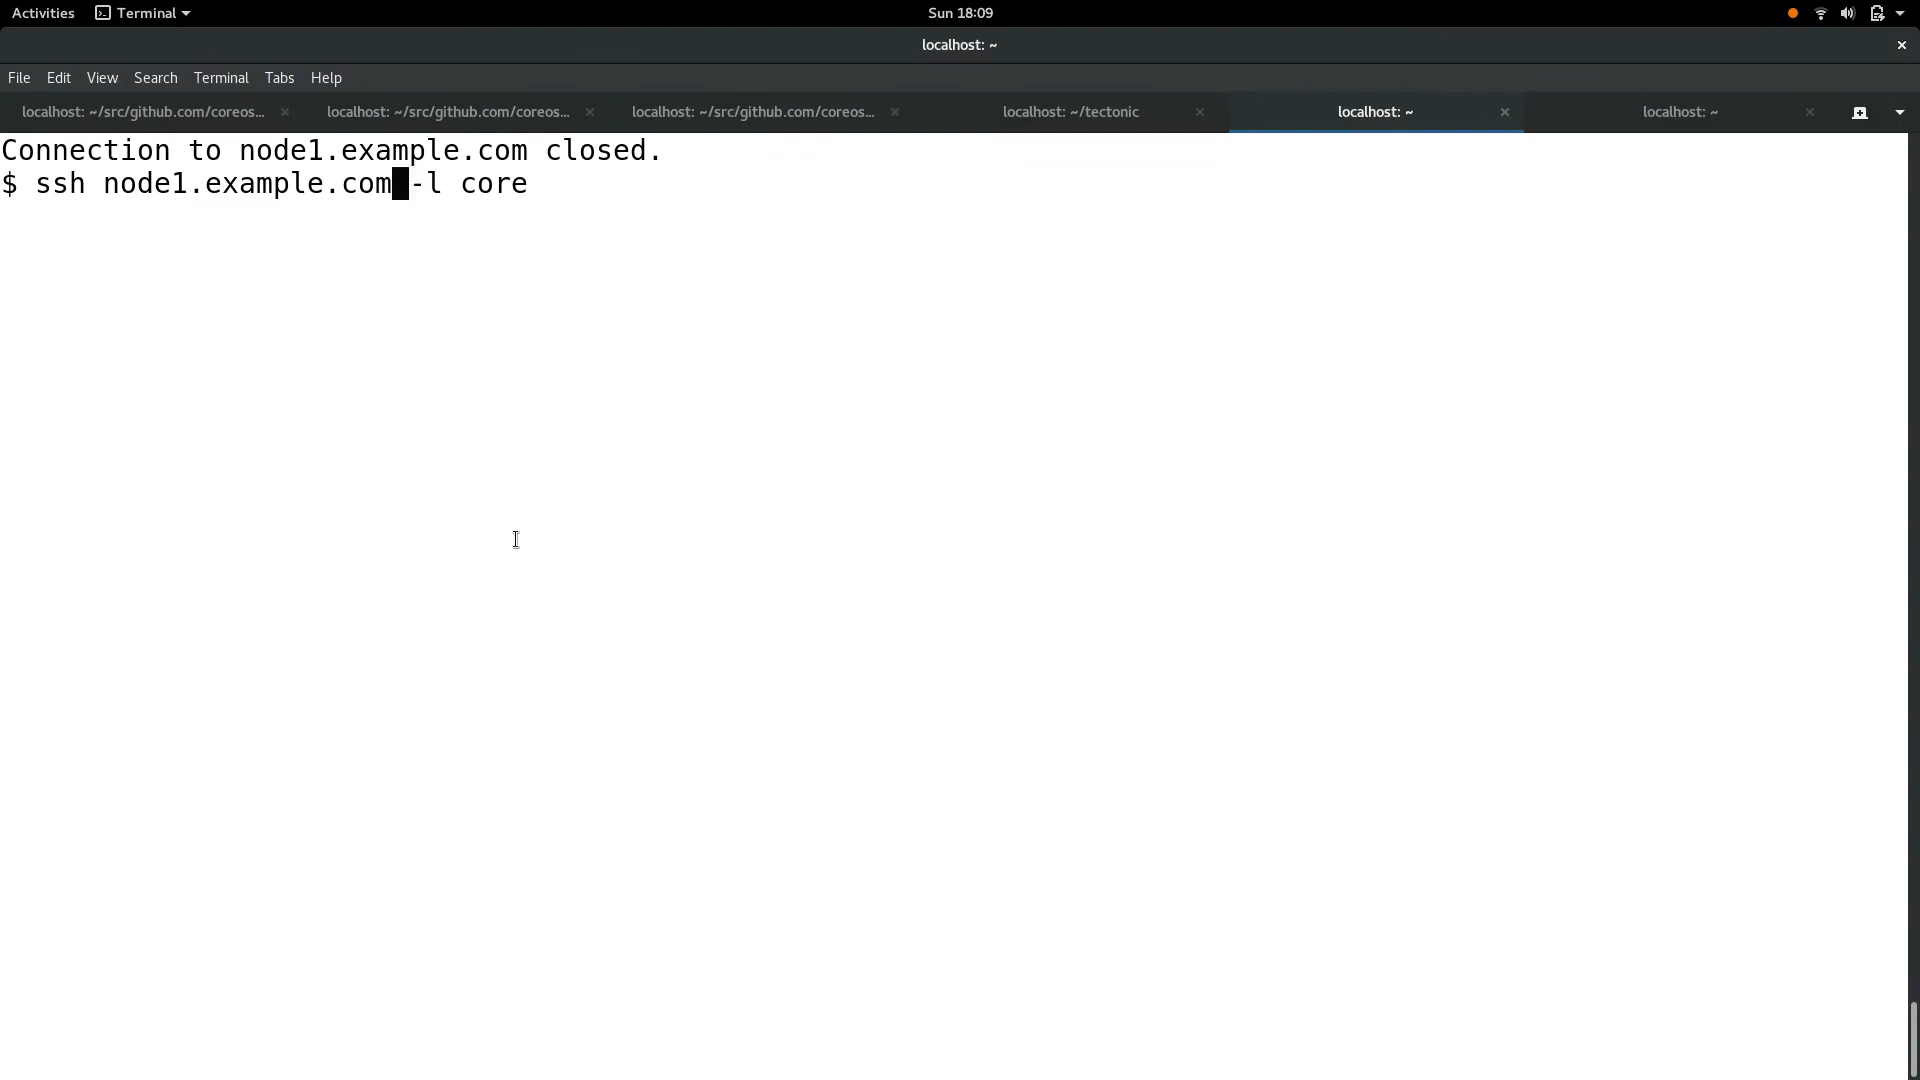 Activities Terminal Sun 18:09
localhost: ~
File Edit View Search Terminal Tabs Help
localhost: ~/src/github.com/coreos... localhost: ~/src/github.com/coreos... localhost: ~/src/github.com/coreos... localhost: ~/tectonic localhost: ~ localhost: ~
Connection to node1.example.com closed.
$ ssh node1.example.com -l core